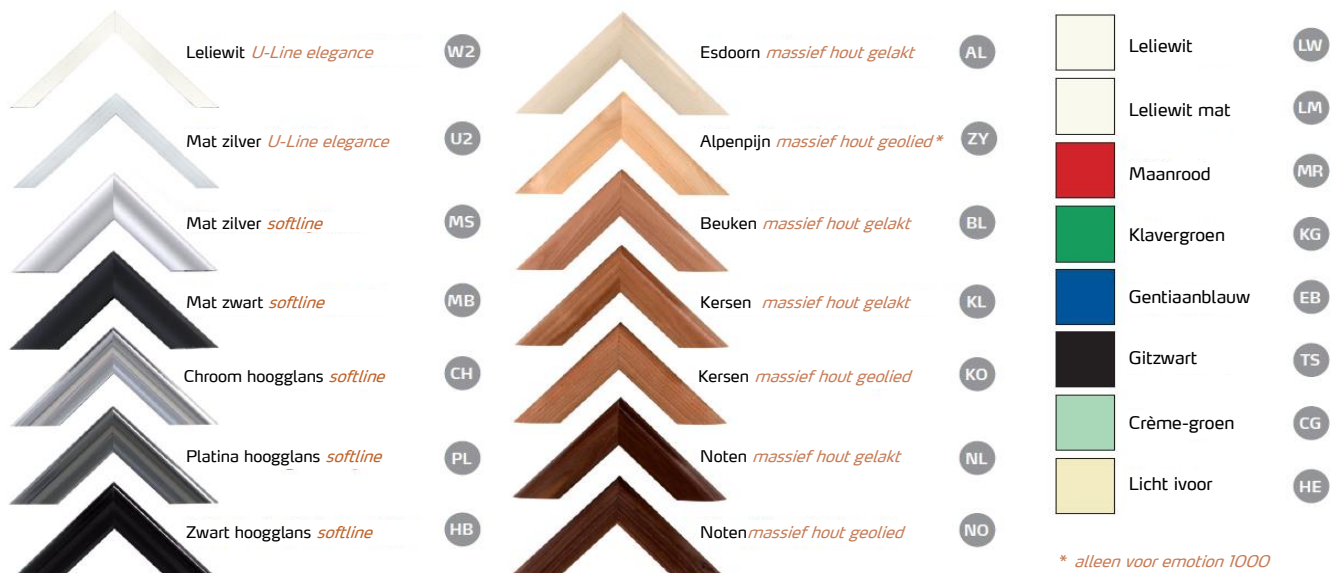 Leliewit U-Line elegance W2
Mat zilver U-Line elegance U2
Mat zilver softline MS
Mat zwart softline MB
Chroom hoogglans softline CH
Platina hoogglans softline PL
Zwart hoogglans softline HB
Esdoorn massief hout gelakt AL
Alpenpijn massief hout geolied* ZY
Beuken massief hout gelakt BL
Kersen massief hout gelakt KL
Kersen massief hout geolied KO
Noten massief hout gelakt NL
Noten massief hout geolied NO
Leliewit LW
Leliewit mat LM
Maanrood MR
Klavergroen KG
Gentiaanblauw EB
Gitzwart TS
Crème-groen CG
Licht ivoor HE
* alleen voor emotion 1000